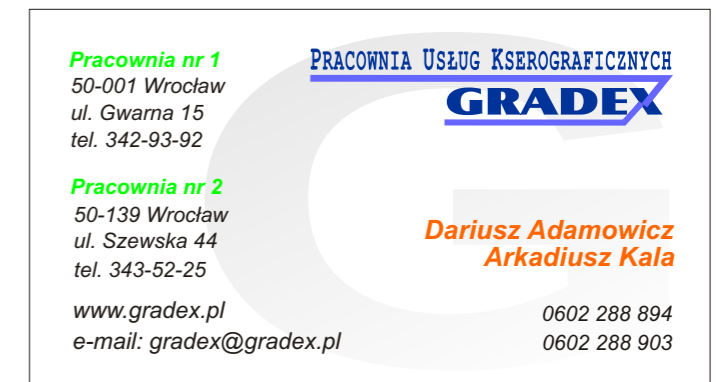 Pracownia nr 1
50-001 Wrocław
ul. Gwarna 15
tel. 342-93-92
Pracownia Usług Kserograficznych
GRADEX
Pracownia nr 2
50-139 Wrocław
ul. Szewska 44
tel. 343-52-25
Dariusz Adamowicz
Arkadiusz Kala
www.gradex.pl
e-mail: gradex@gradex.pl
0602 288 894
0602 288 903
G